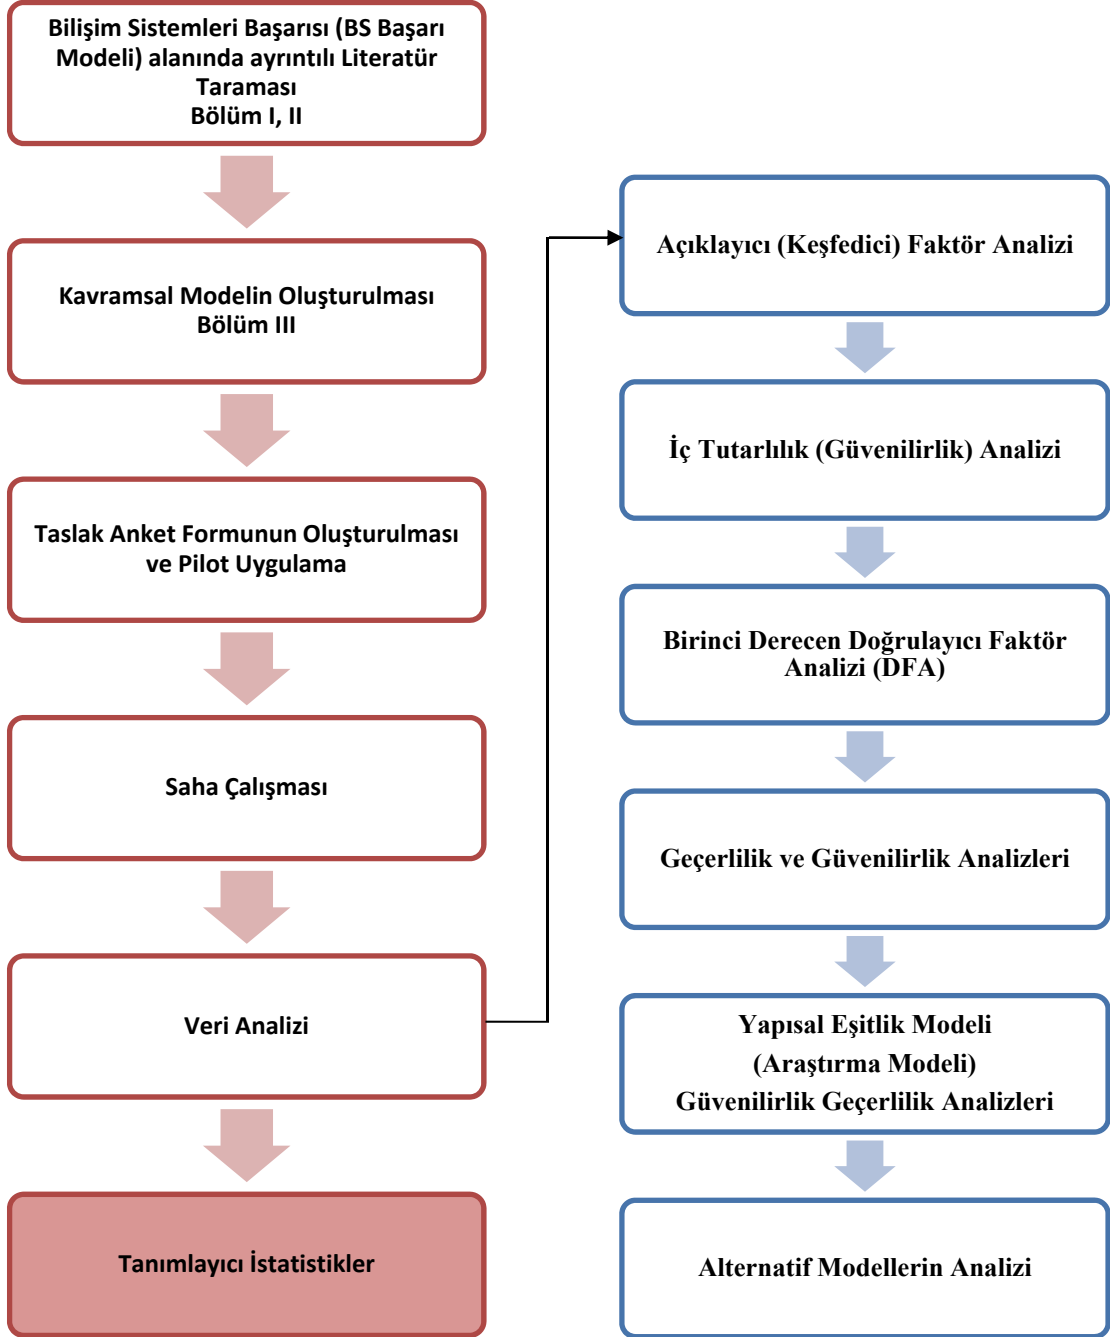 Bilişim Sistemleri Başarısı (BS Başarı
Modeli) alanında ayrıntılı Literatür
Taraması
Bölüm I, II
Kavramsal Modelin Oluşturulması
Bölüm III
Taslak Anket Formunun Oluşturulması
ve Pilot Uygulama
Saha Çalışması
Veri Analizi
Tanımlayıcı İstatistikler
Açıklayıcı (Keşfedici) Faktör Analizi
İç Tutarlılık (Güvenilirlik) Analizi
Birinci Derecen Doğrulayıcı Faktör
Analizi (DFA)
Geçerlilik ve Güvenilirlik Analizleri
Yapısal Eşitlik Modeli
(Araştırma Modeli)
Güvenilirlik Geçerlilik Analizleri
Alternatif Modellerin Analizi